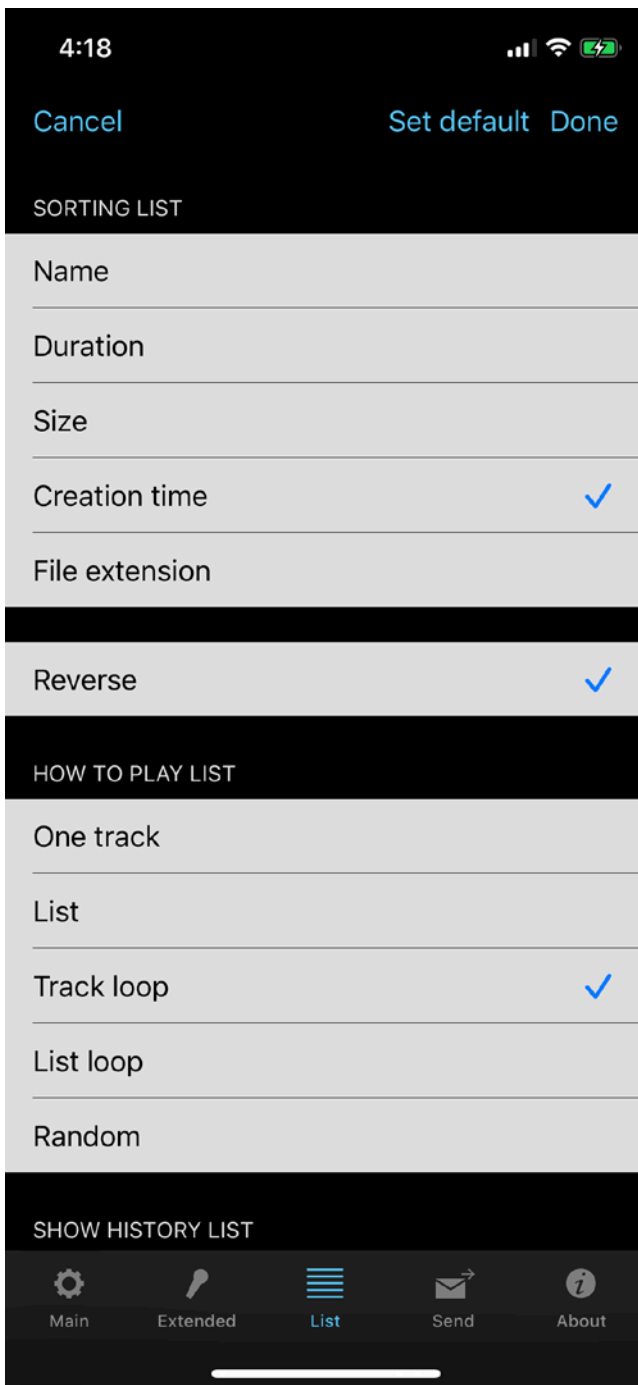 4:18
Cancel Set default Done
SORTING LIST
Name
Duration
Size
Creation time
File extension
Reverse
HOW TO PLAY LIST
One track
List
Track loop
List loop
Random
SHOW HISTORY LIST
Main Extended List Send About